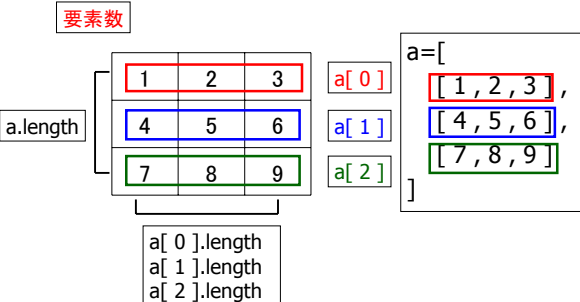 要素数
1 2 3
a[ 0 ]
4 5 6
a[ 1 ]
7 8 9
a[ 2 ]
a.length
a[ 0 ].length
a[ 1 ].length
a[ 2 ].length
a=[
[ 1 , 2 , 3 ] ,
[ 4 , 5 , 6 ] ,
[ 7 , 8 , 9 ]
]